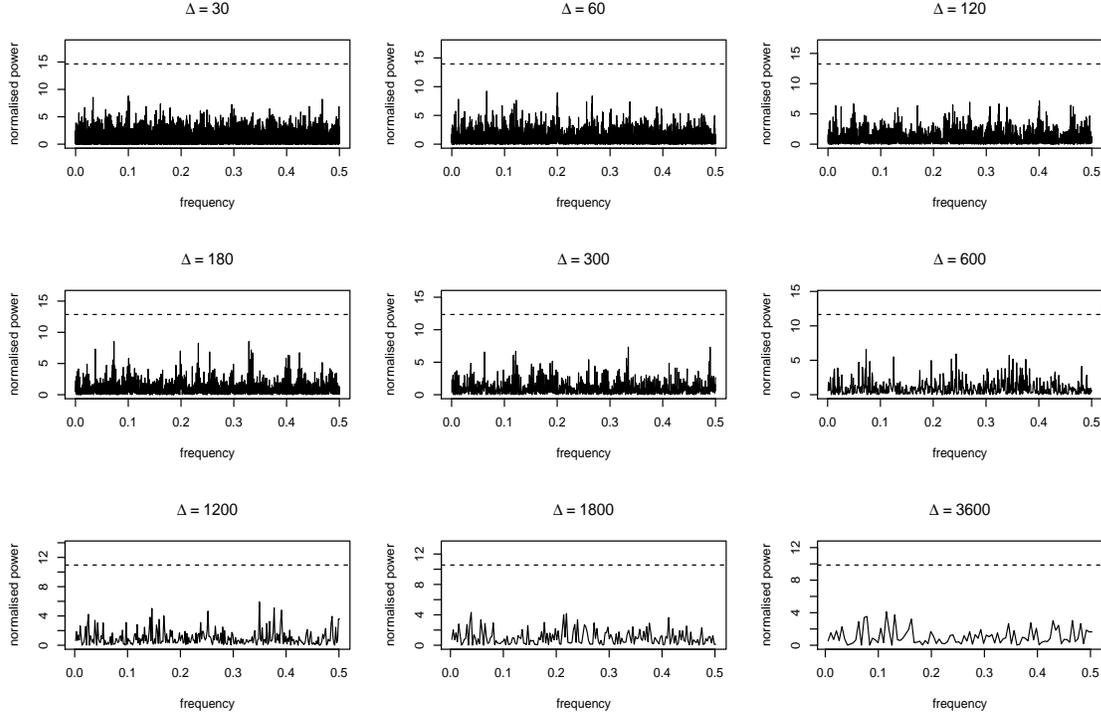 Δ = 30
normalised power
0 5 10 15
0.0 0.1 0.2 0.3 0.4 0.5
frequency
Δ = 60
normalised power
0 5 10 15
0.0 0.1 0.2 0.3 0.4 0.5
frequency
Δ = 120
normalised power
0 5 10 15
0.0 0.1 0.2 0.3 0.4 0.5
frequency
Δ = 180
normalised power
0 5 10 15
0.0 0.1 0.2 0.3 0.4 0.5
frequency
Δ = 300
normalised power
0 5 10 15
0.0 0.1 0.2 0.3 0.4 0.5
frequency
Δ = 600
normalised power
0 5 10 15
0.0 0.1 0.2 0.3 0.4 0.5
frequency
Δ = 1200
normalised power
0 4 8 12
0.0 0.1 0.2 0.3 0.4 0.5
frequency
Δ = 1800
normalised power
0 4 8 12
0.0 0.1 0.2 0.3 0.4 0.5
frequency
Δ = 3600
normalised power
0 4 8 12
0.0 0.1 0.2 0.3 0.4 0.5
frequency